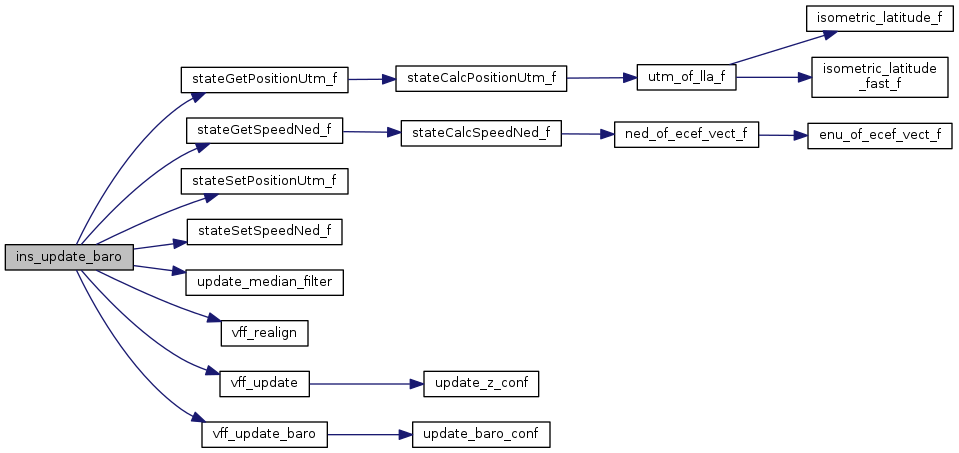 isometric_latitude_f
stateGetPositionUtm_f
stateCalcPositionUtm_f
utm_of_lla_f
isometric_latitude
_fast_f
stateGetSpeedNed_f
stateCalcSpeedNed_f
ned_of_ecef_vect_f
enu_of_ecef_vect_f
stateSetPositionUtm_f
stateSetSpeedNed_f
ins_update_baro
update_median_filter
vff_realign
vff_update
update_z_conf
vff_update_baro
update_baro_conf